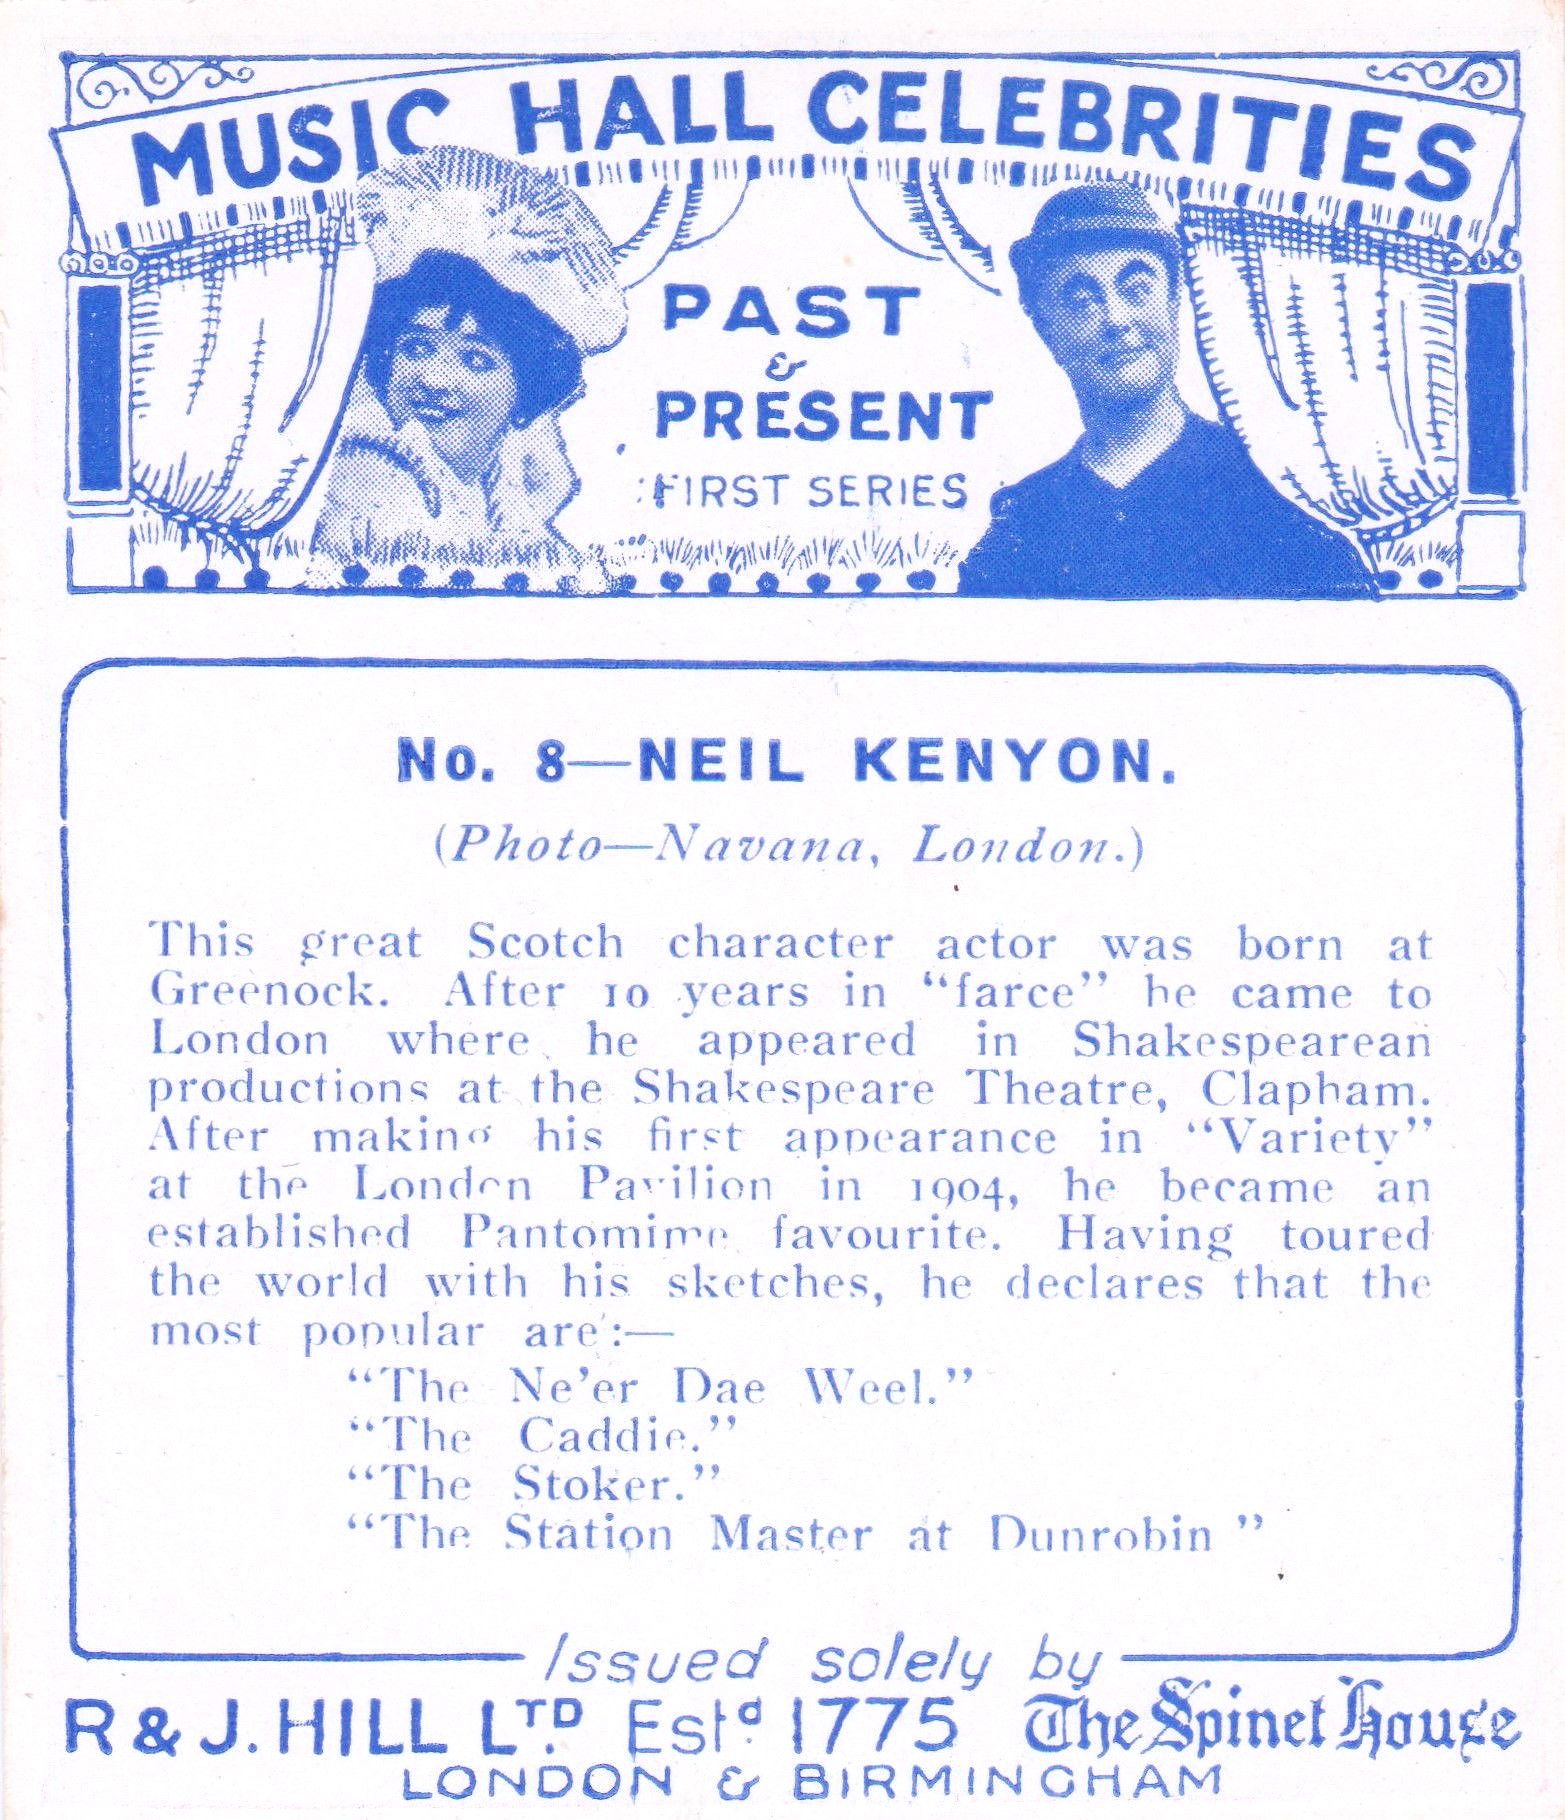 MUSIC HALL CELEBRITIES
PAST
&
PRESENT
FIRST SERIES
No. 8—NEIL KENYON.
(Photo—Navana, London.)
This great Scotch character actor was born at
Greenock. After 10 years in “farce” he came to
London where he appeared in Shakespearean
productions at the Shakespeare Theatre, Clapham.
After making his first appearance in “Variety”
at the London Pavilion in 1904, he became an
established Pantomime favourite. Having toured
the world with his sketches, he declares that the
most popular are:—
“The Ne’er Dae Weel.”
“The Caddie.”
“The Stoker.”
“The Station Master at Dunrobin ”
Issued solely by
R & J. HILL LTD. Estd. 1775 The Spinet House
LONDON & BIRMINGHAM